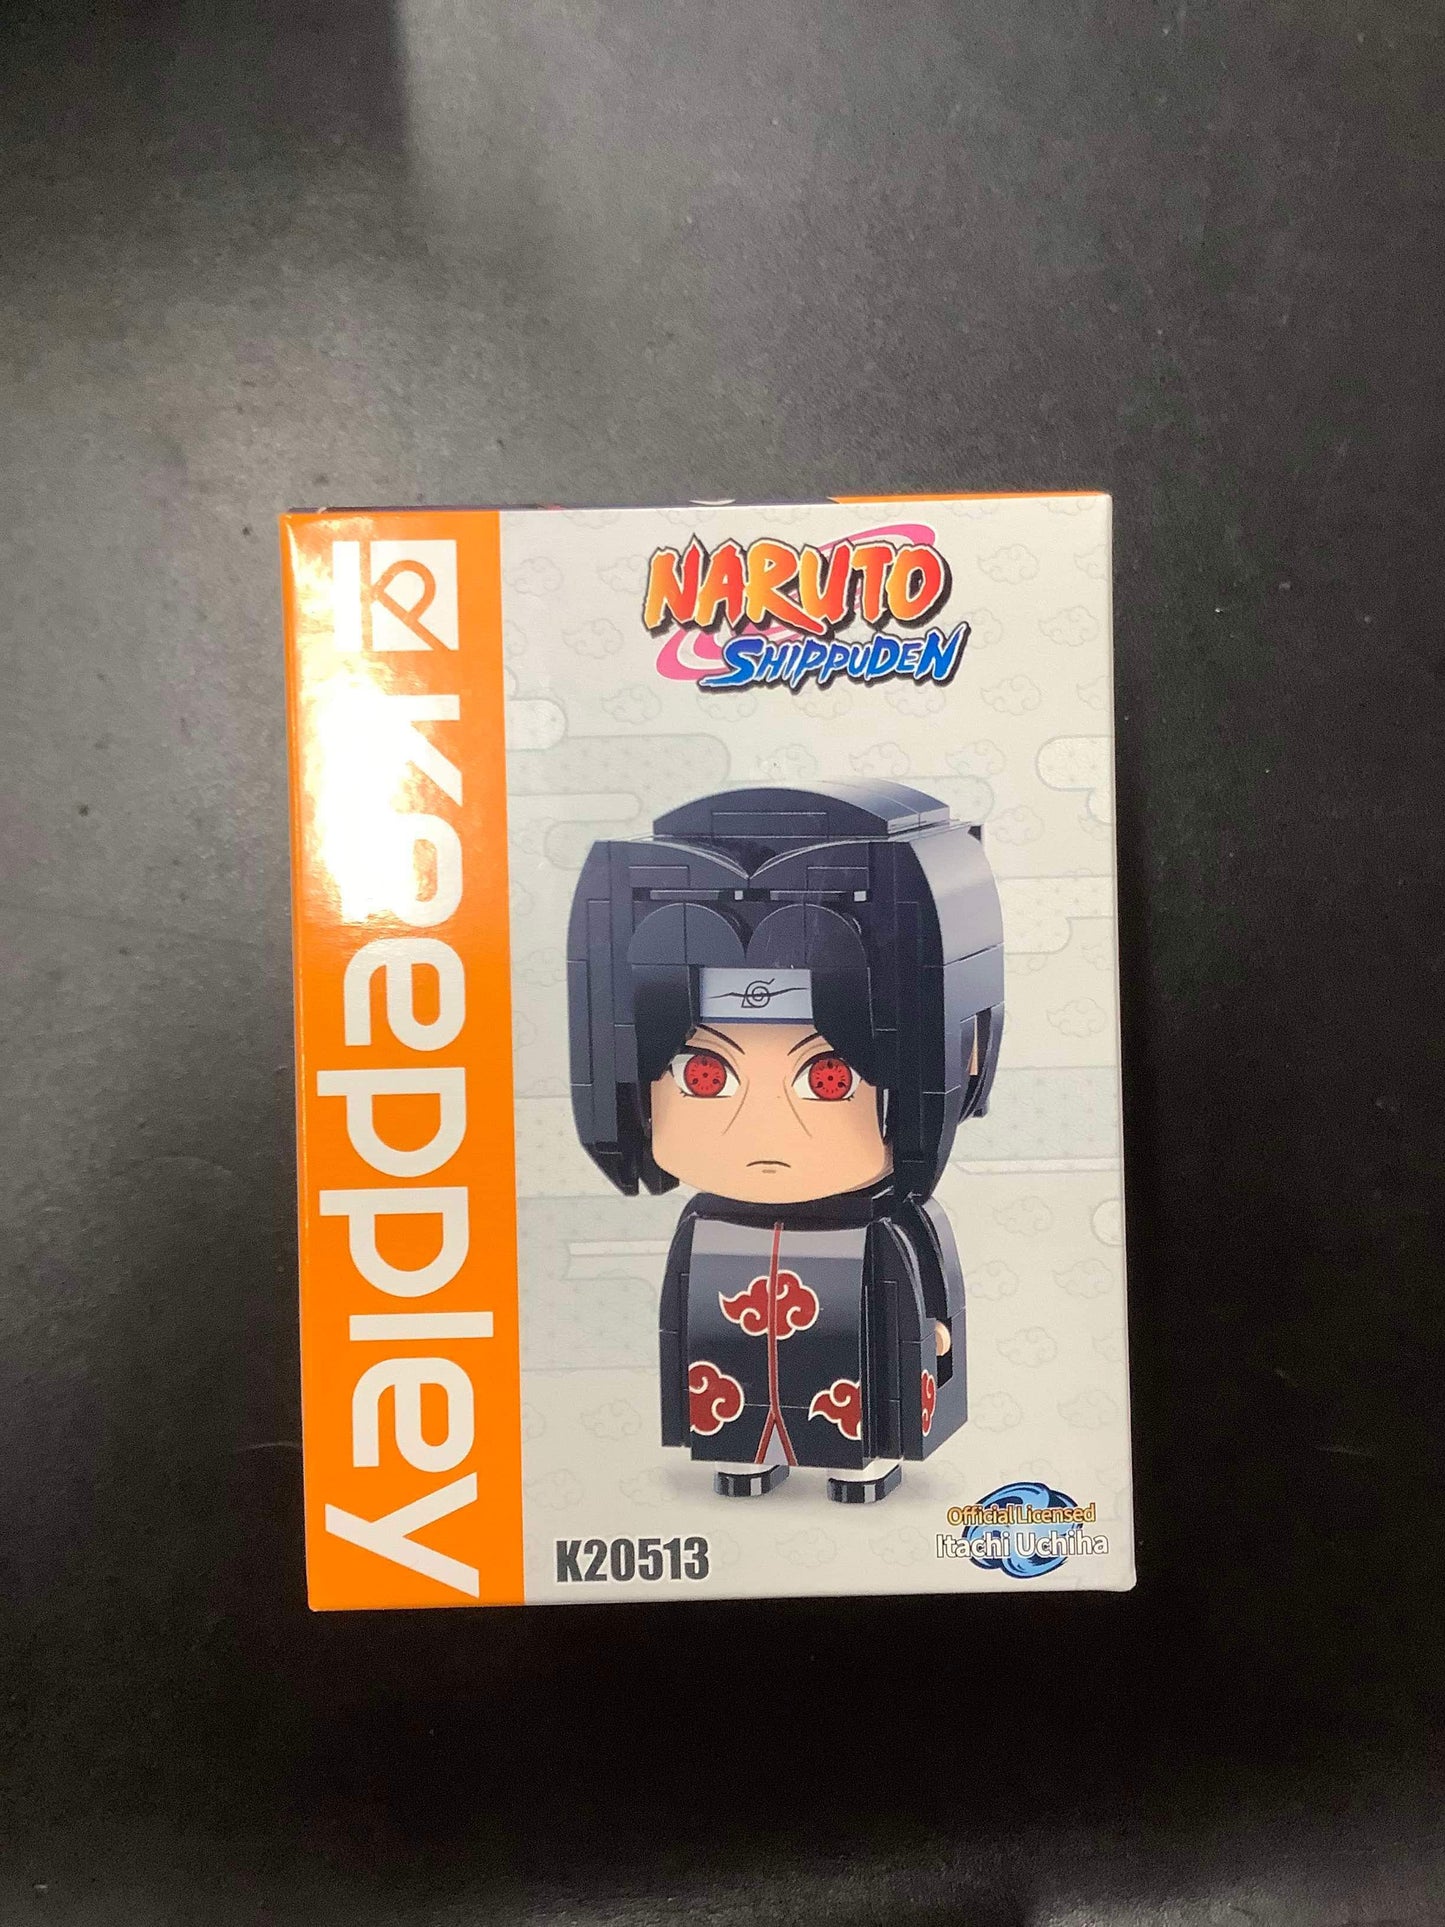 Keeppley
NARUTO
SHIPPUDEN
K20513
Official Licensed
Itachi Uchiha